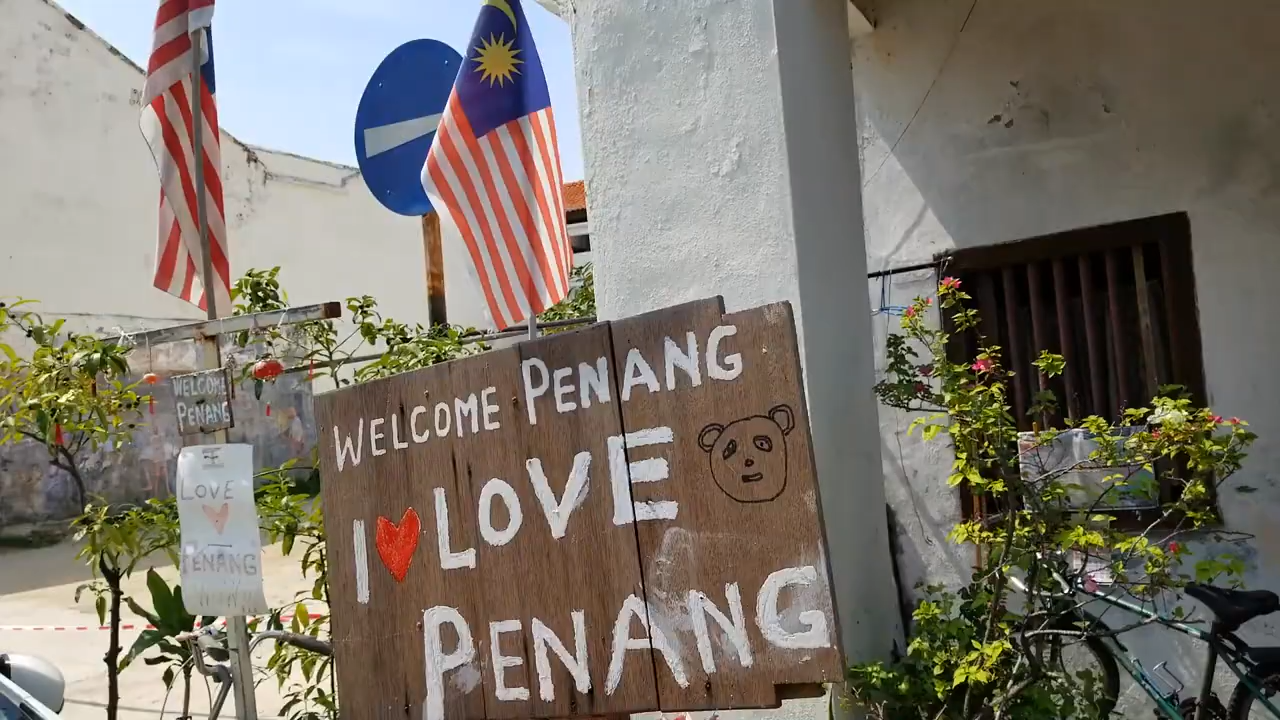 WELCOME PENANG
I ♥ LOVE
PENANG
WELCOME
PENANG
I
LOVE
♥
PENANG